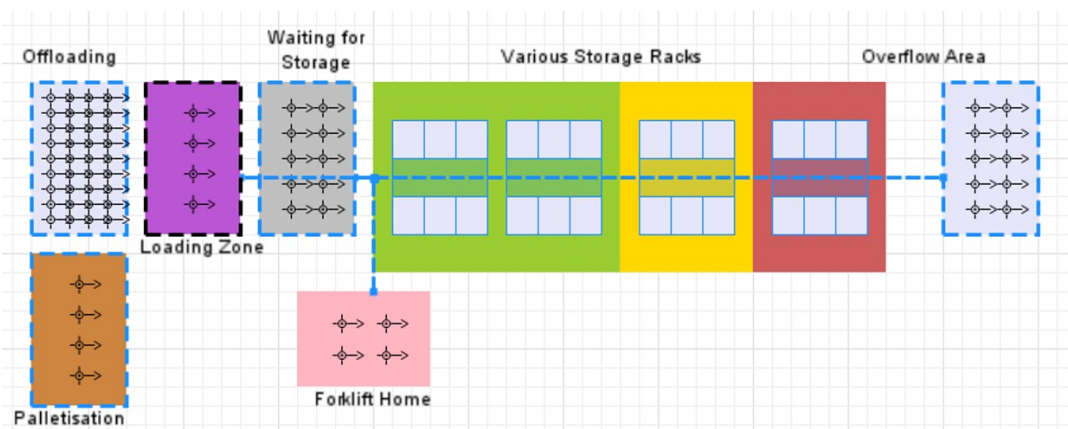 Offloading
Waiting for
Storage
Various Storage Racks
Overflow Area
Loading Zone
Forklift Home
Palletisation